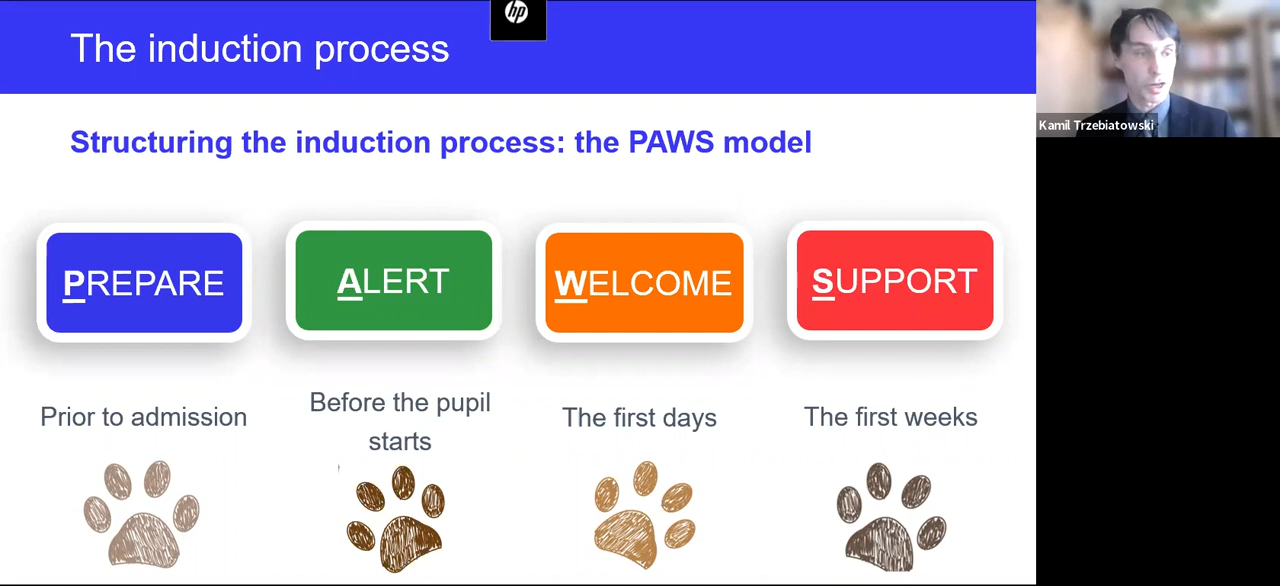 The induction process
hp
Kamil Trzebiatowski
Structuring the induction process: the PAWS model
PREPARE
ALERT
WELCOME
SUPPORT
Prior to admission
Before the pupil
starts
The first days
The first weeks